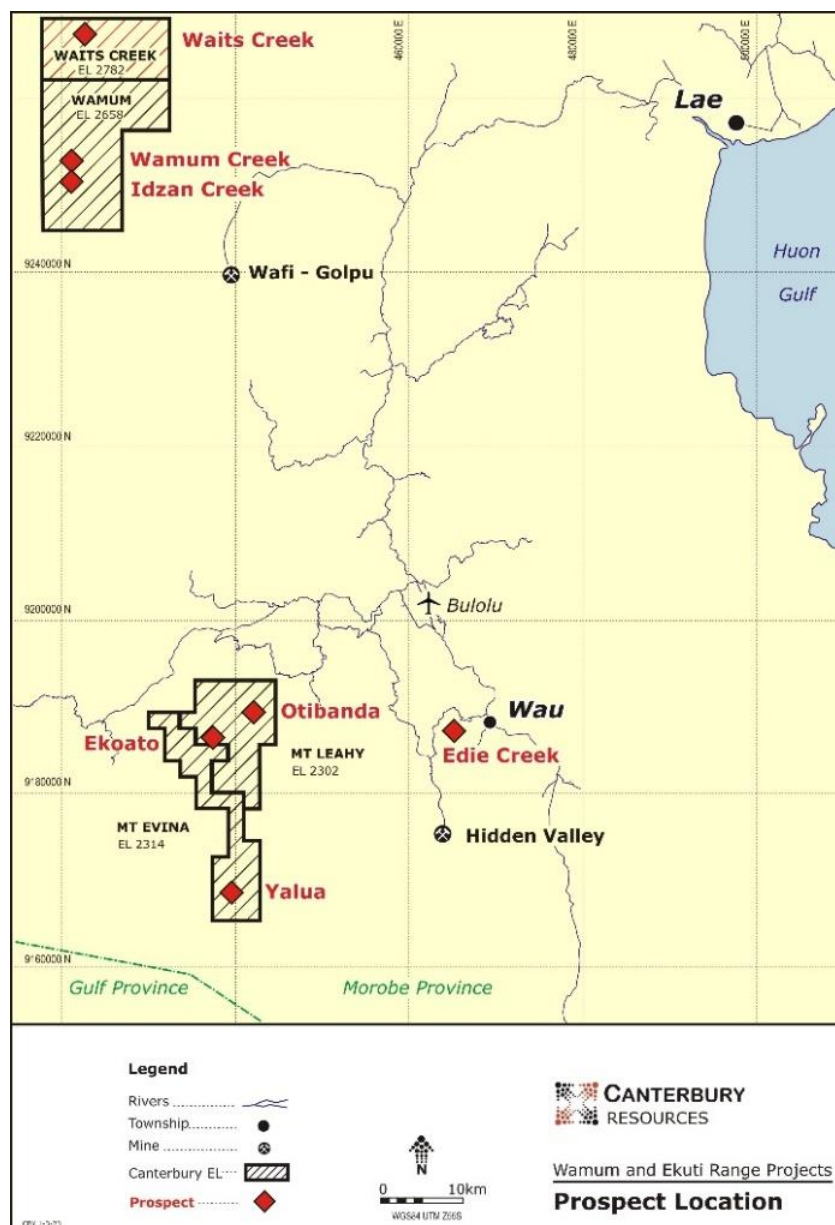 Waits Creek
WAITS CREEK
EL 2782
WAMUM
EL 2658
Wamum Creek
Idzan Creek
460000 E
480000 E
Lae
Huon
Gulf
9240000 N
Wafi - Golpu
9220000 N
9200000 N
Bulolu
Otibanda
Ekoato
MT LEAHY
EL 2302
Wau
Edie Creek
9180000 N
MT EVINA
EL 2314
Hidden Valley
Yalua
9160000 N
Gulf Province
Morobe Province
Legend
Rivers
Township
Mine
Canterbury EL
Prospect
N
0 10km
WGS84 UTM Z55S
CANTERBURY
RESOURCES
Wamum and Ekuti Range Projects
Prospect Location